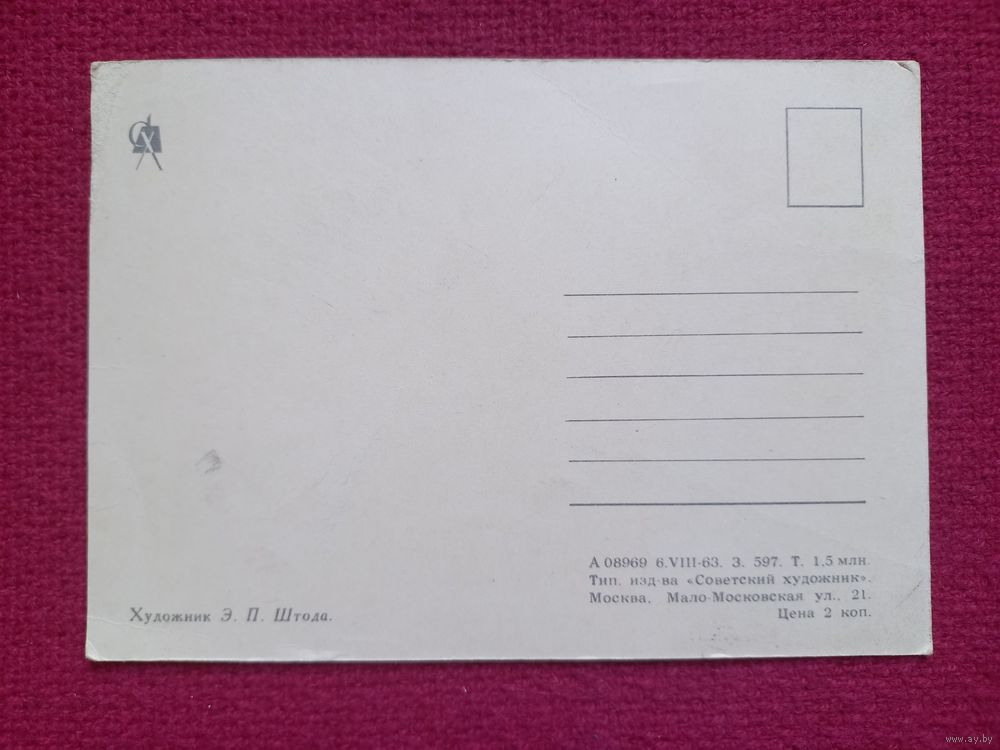 СХ
А 08969 6.VIII-63. З. 597. Т. 1,5 млн.
Тип. изд-ва «Советский художник».
Москва, Мало-Московская ул., 21.
Цена 2 коп.
Художник Э. П. Штода.
www.ay.by